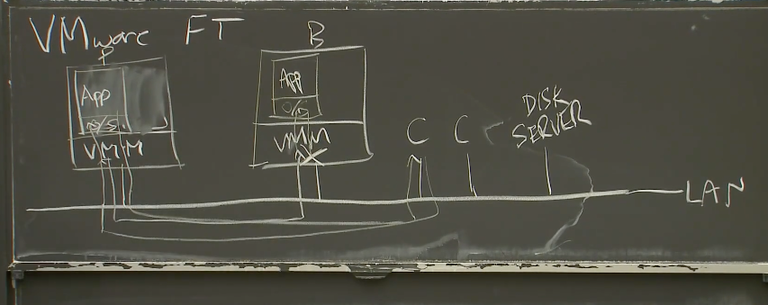 VMware FT
P
App
O/S
VMM
B
App
O/S
VMM
C
C
DISK
SERVER
LAN